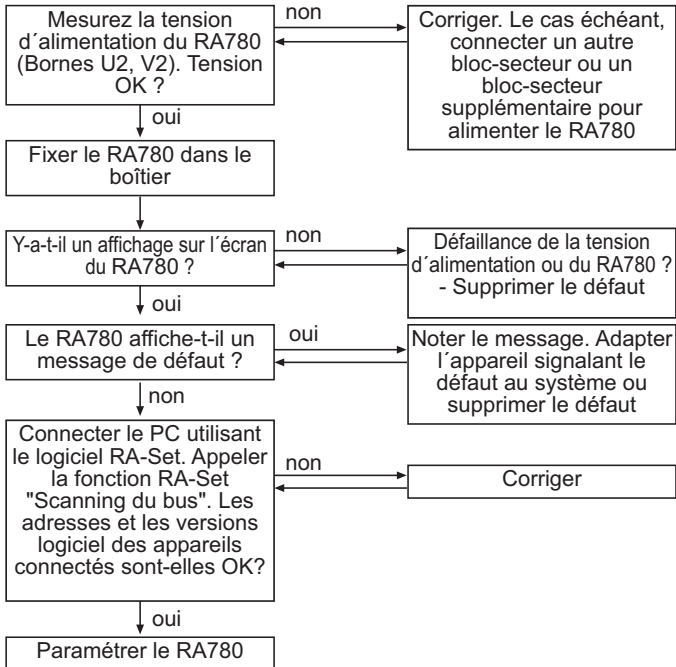 Mesurez la tension
d´alimentation du RA780
(Bornes U2, V2). Tension
OK ?
non
Corriger. Le cas échéant,
connecter un autre
bloc-secteur ou un
bloc-secteur
supplémentaire pour
alimenter le RA780
oui
Fixer le RA780 dans le
boîtier
Y-a-t-il un affichage sur l´écran
du RA780 ?
non
Défaillance de la tension
d´alimentation ou du RA780 ?
- Supprimer le défaut
oui
Le RA780 affiche-t-il un
message de défaut ?
oui
Noter le message. Adapter
l´appareil signalant le
défaut au système ou
supprimer le défaut
non
Connecter le PC utilisant
le logiciel RA-Set. Appeler
la fonction RA-Set
"Scanning du bus". Les
adresses et les versions
logiciel des appareils
connectés sont-elles OK?
non
Corriger
oui
Paramétrer le RA780